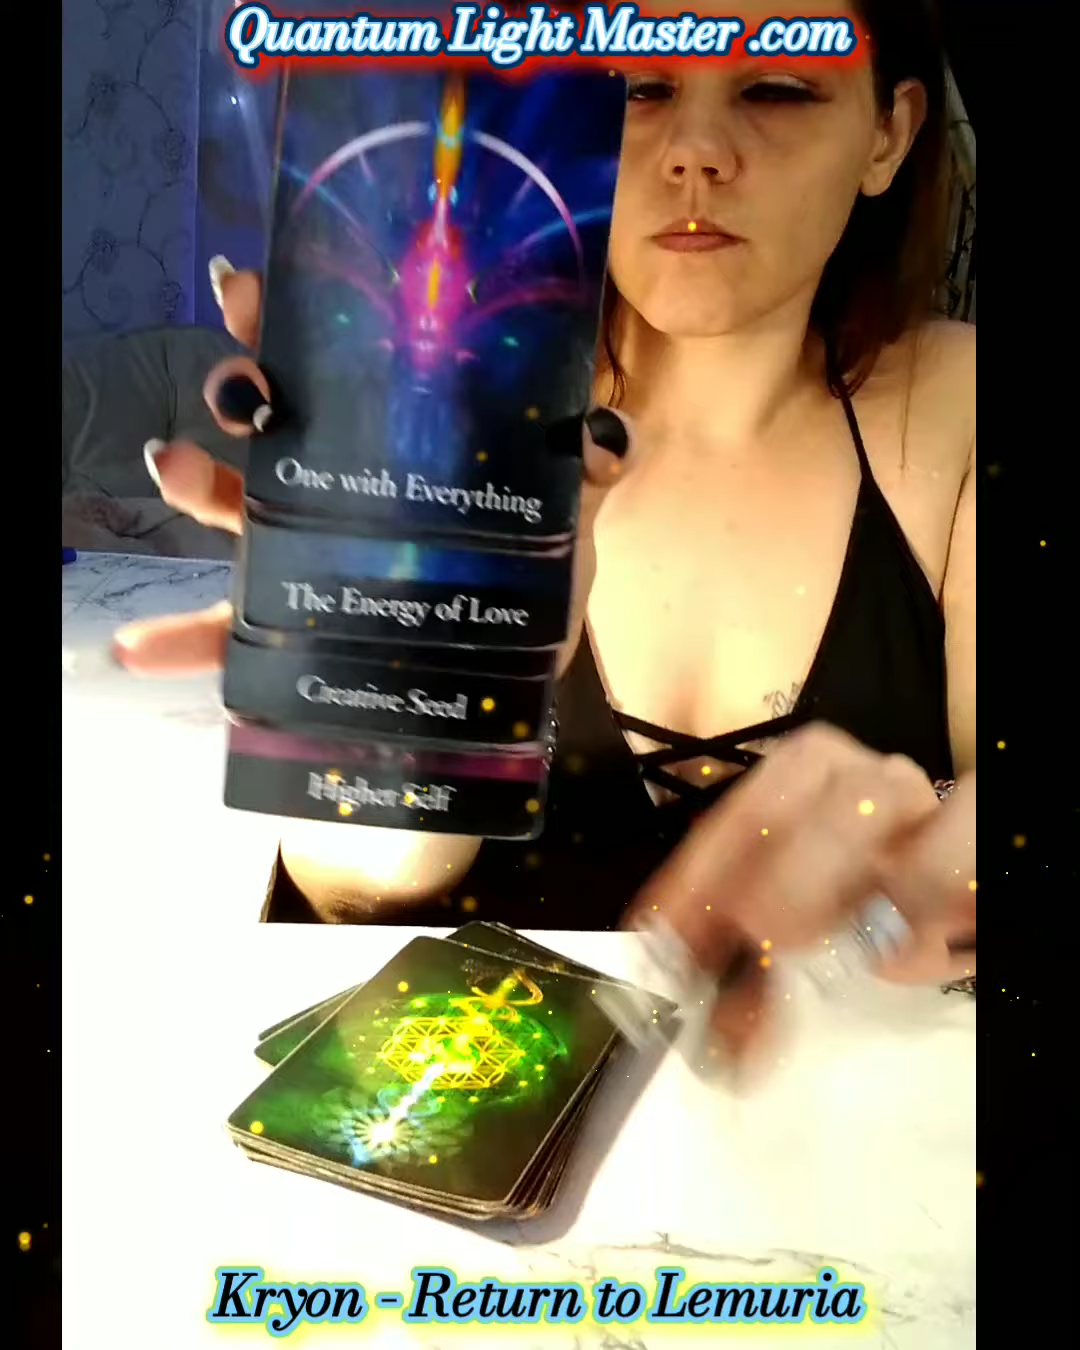 Quantum Light Master .com
One with Everything
The Energy of Love
Creative Seed
Higher Self
Kryon - Return to Lemuria